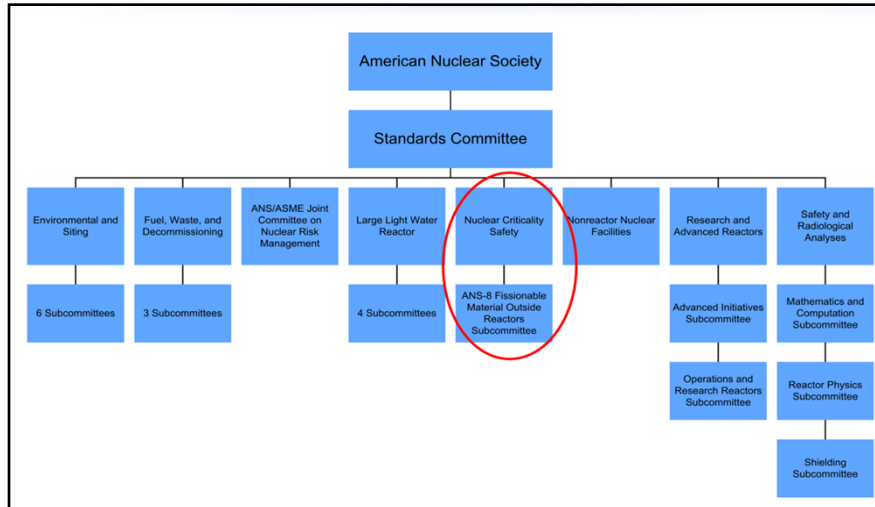 American Nuclear Society
Standards Committee
Environmental and
Siting
Fuel, Waste, and
Decommissioning
ANS/ASME Joint
Committee on
Nuclear Risk
Management
Large Light Water
Reactor
Nuclear Criticality
Safety
Nonreactor Nuclear
Facilities
Research and
Advanced Reactors
Safety and
Radiological
Analyses
6 Subcommittees
3 Subcommittees
4 Subcommittees
ANS-8 Fissionable
Material Outside
Reactors
Subcommittee
Advanced Initiatives
Subcommittee
Mathematics and
Computation
Subcommittee
Operations and
Research Reactors
Subcommittee
Reactor Physics
Subcommittee
Shielding
Subcommittee